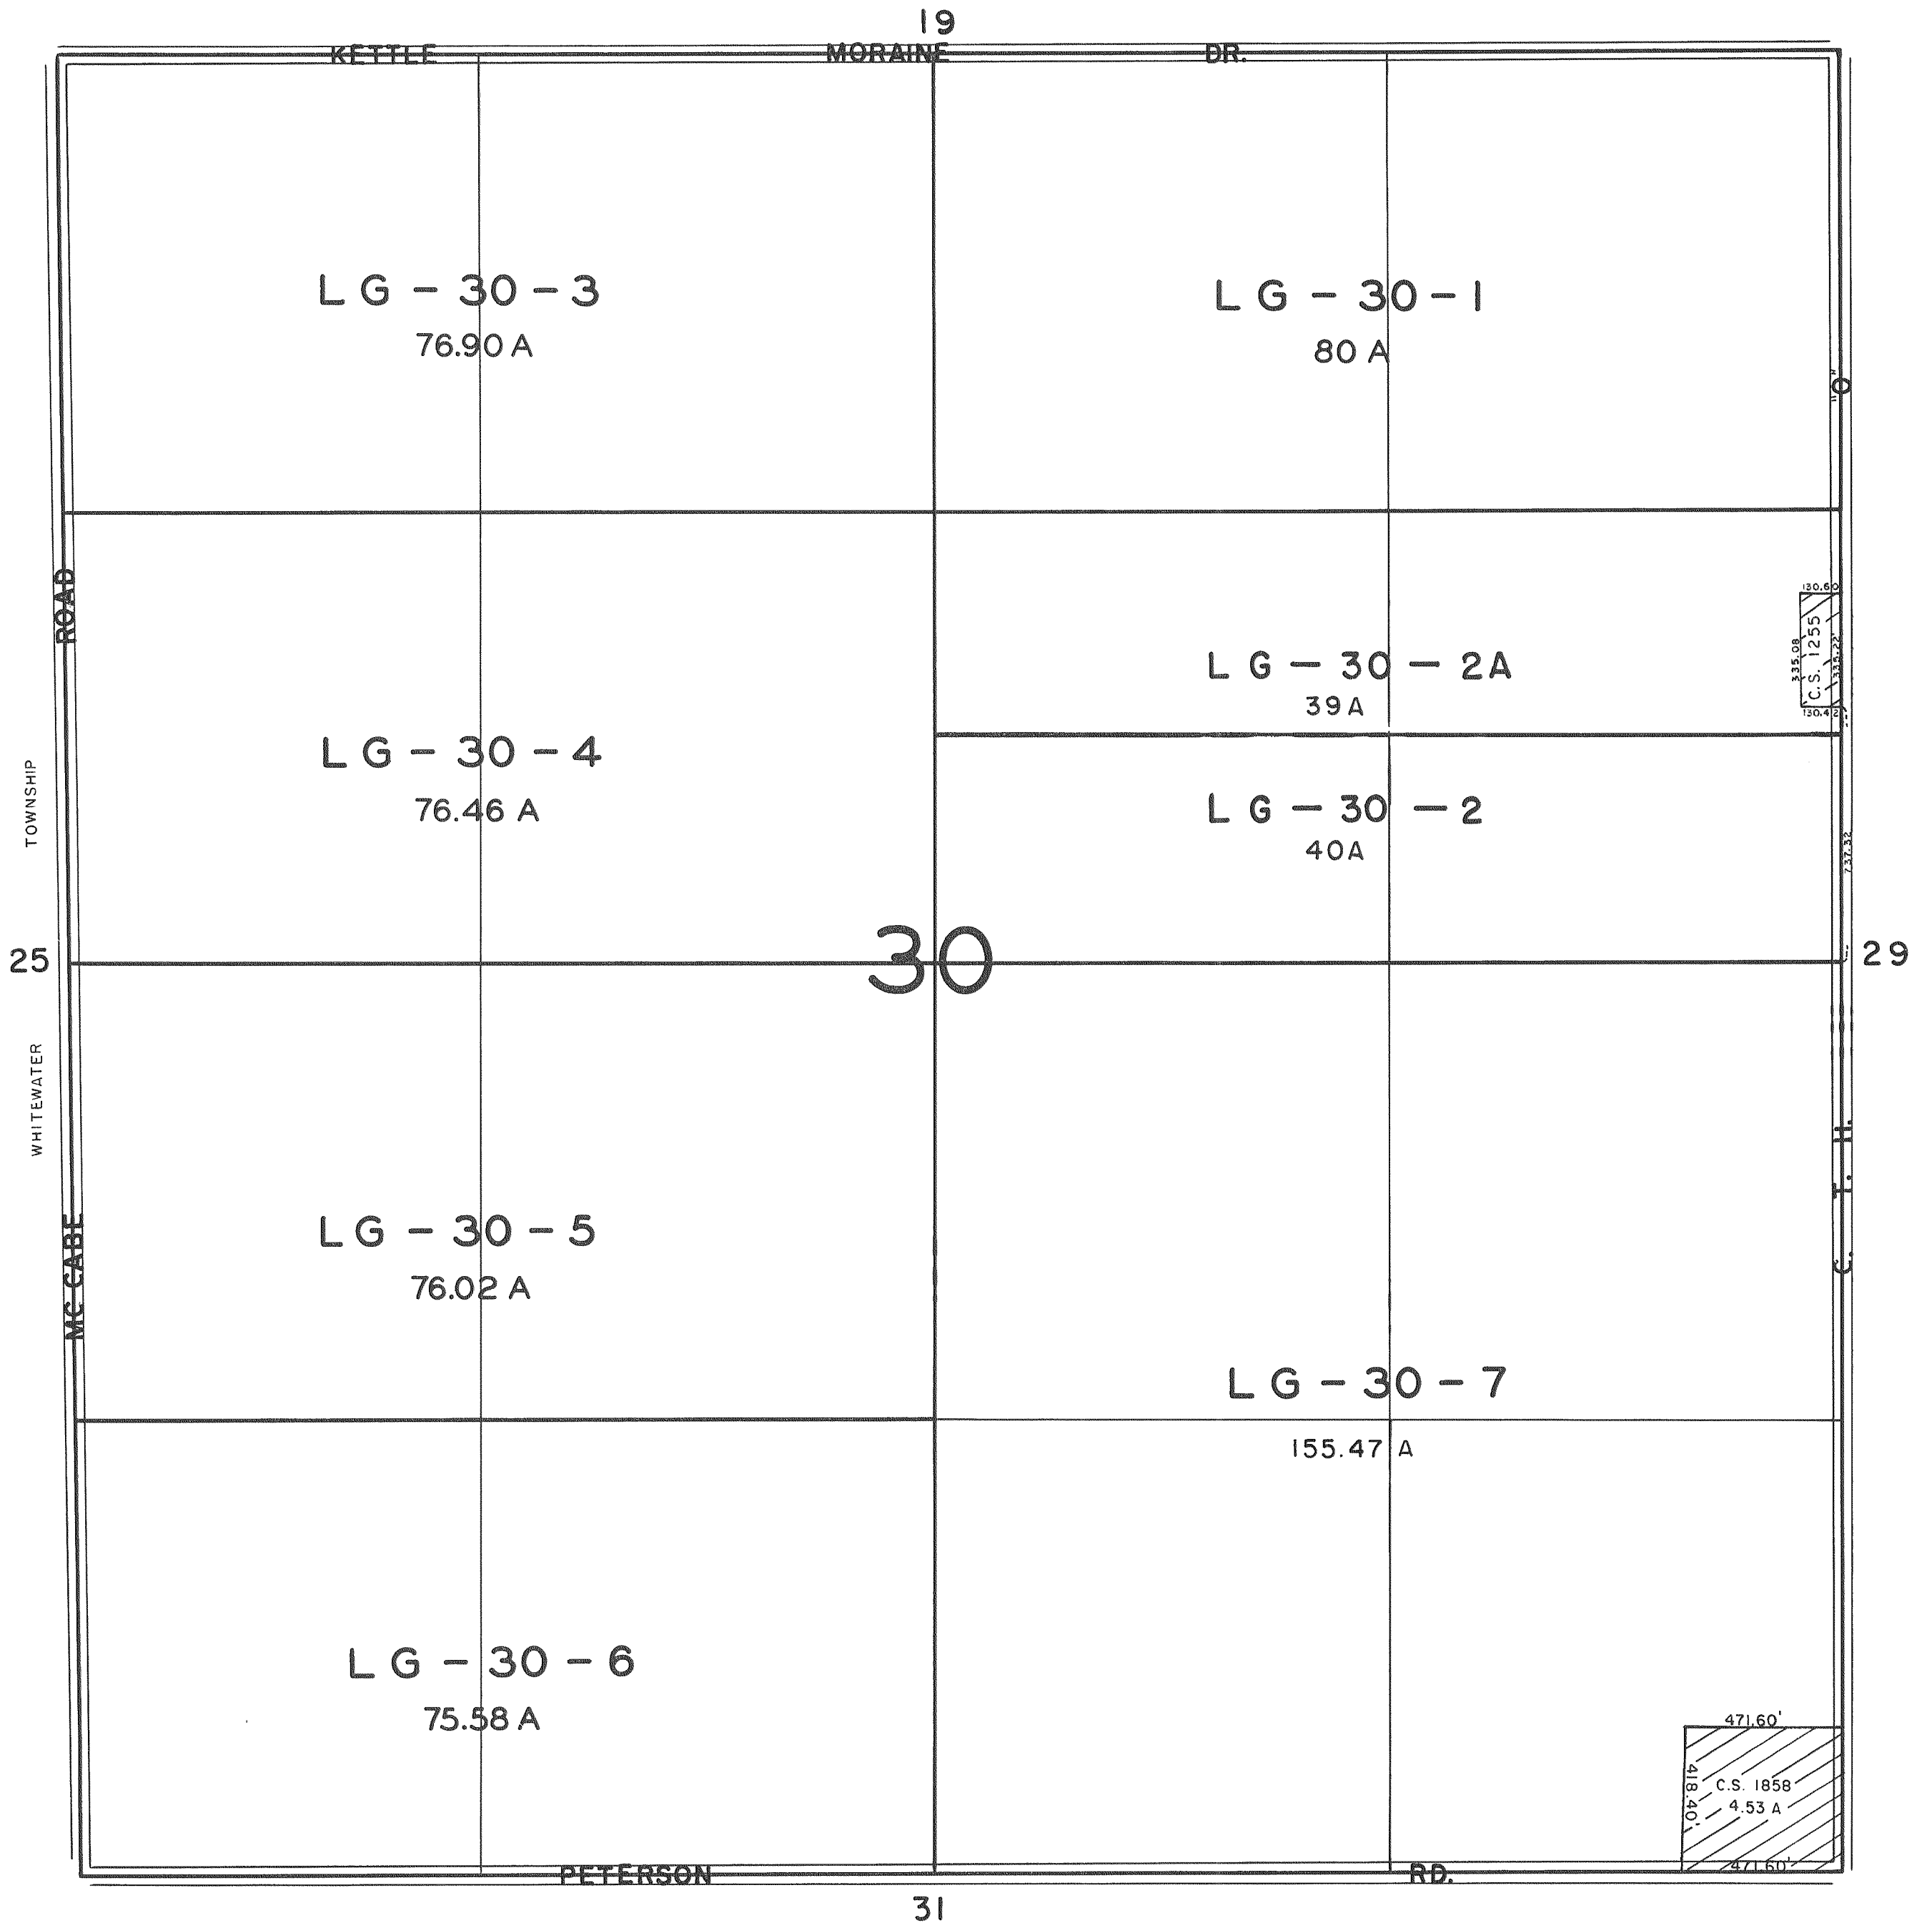 19
KETTLE MORAINE DR.
LG-30-3
76.90 A
LG-30-1
80 A
"O"
ROAD
130.60
335.08
C.S. 1255
335.22'
130.42
LG-30-2A
39A
LG-30-4
76.46 A
LG-30-2
40A
TOWNSHIP
737.32
25
30
29
WHITEWATER
C. T. H.
MC CABE
LG-30-5
76.02 A
LG-30-7
155.47 A
LG-30-6
75.58 A
471.60'
418.40'
C.S. 1858
4.53 A
471.60'
PETERSON RD.
31